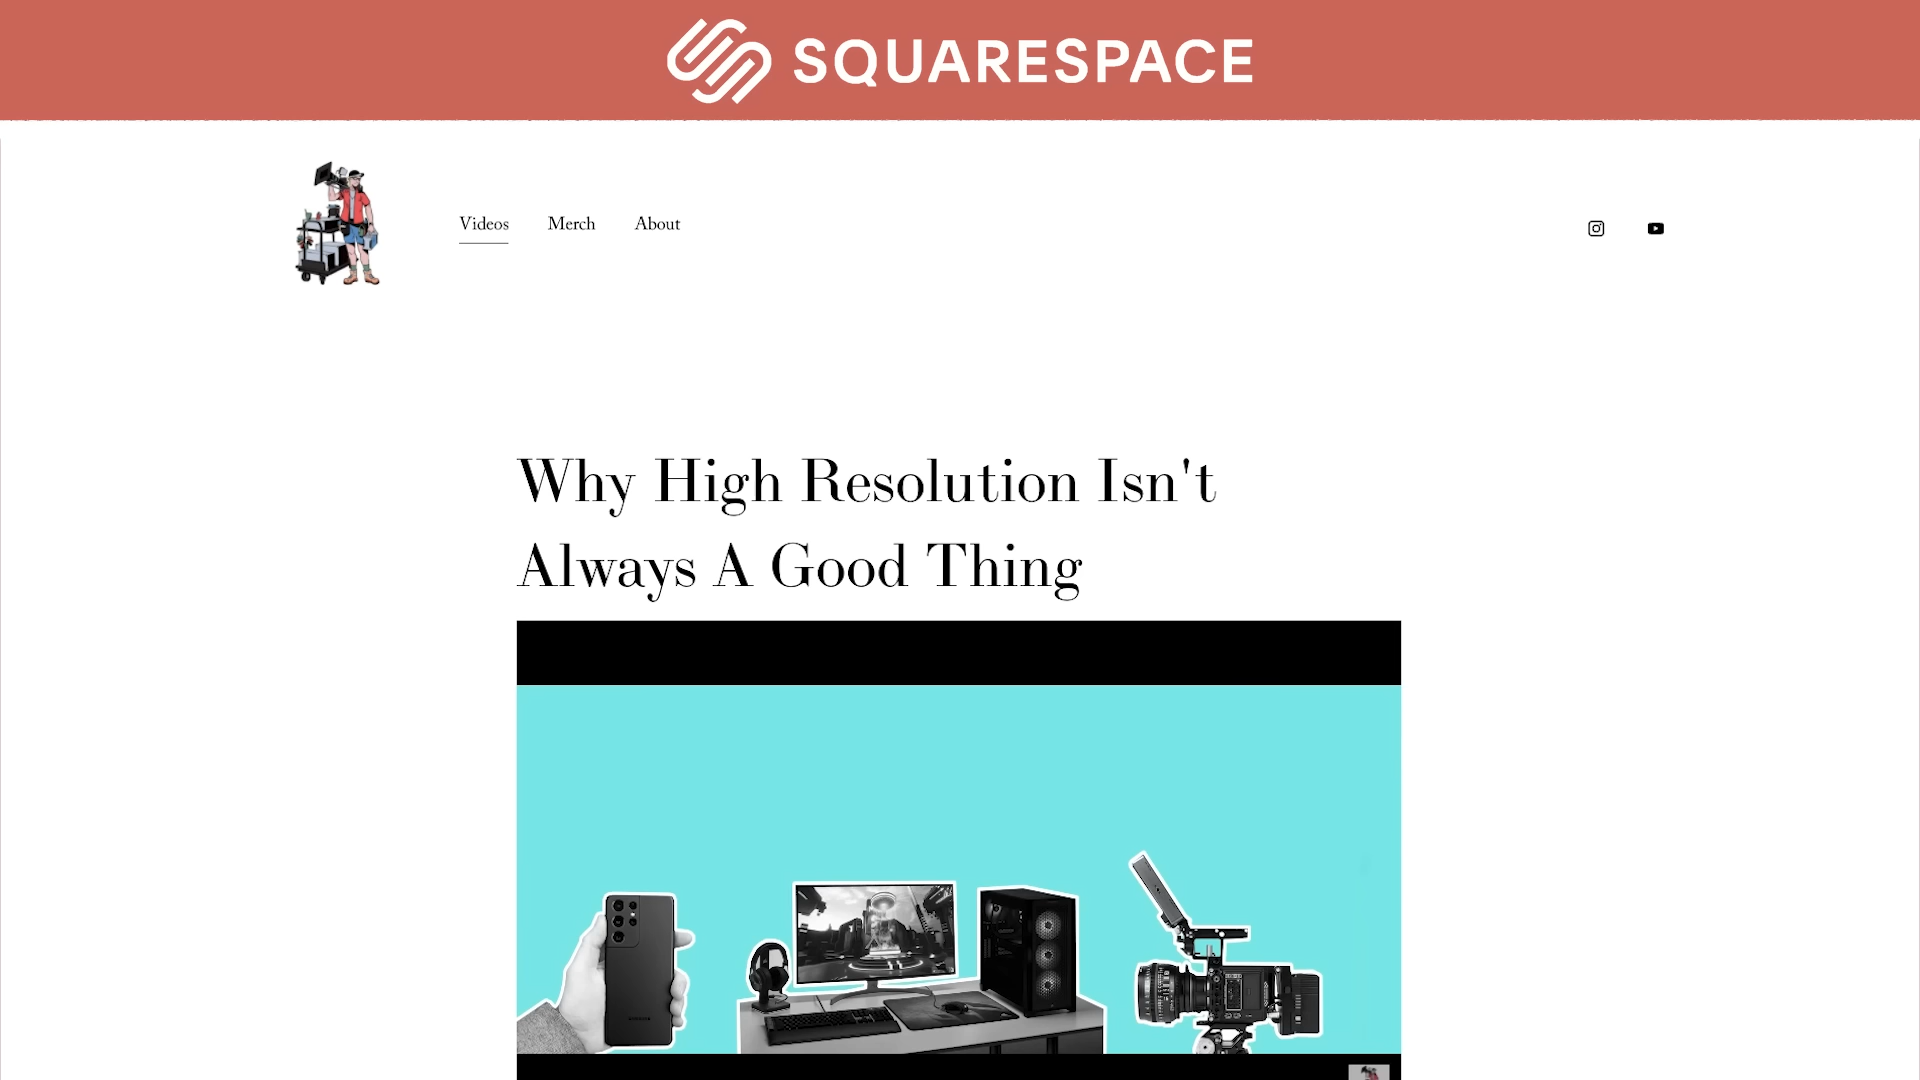 SQUARESPACE
Videos Merch About
Why High Resolution Isn't
Always A Good Thing